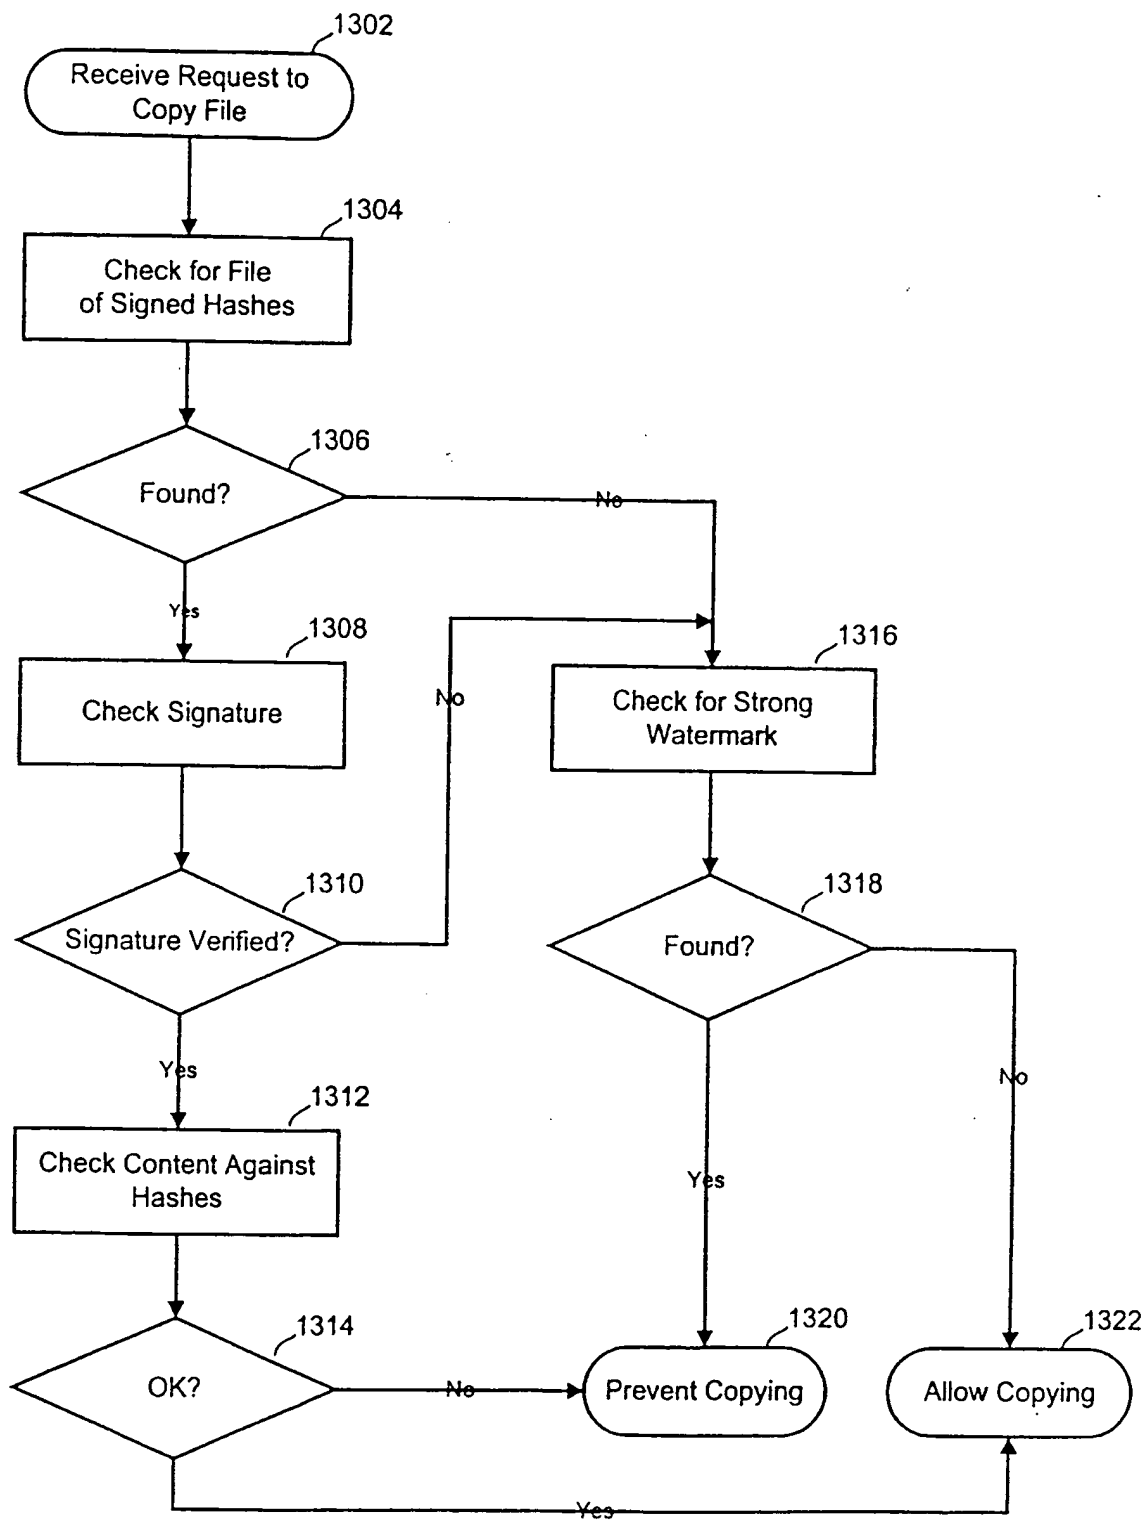 1302
Receive Request to
Copy File
1304
Check for File
of Signed Hashes
1306
Found?
No
Yes
1308
Check Signature
No
1316
Check for Strong
Watermark
1310
Signature Verified?
1318
Found?
Yes
No
1312
Check Content Against
Hashes
Yes
1314
OK?
No
1320
Prevent Copying
1322
Allow Copying
Yes